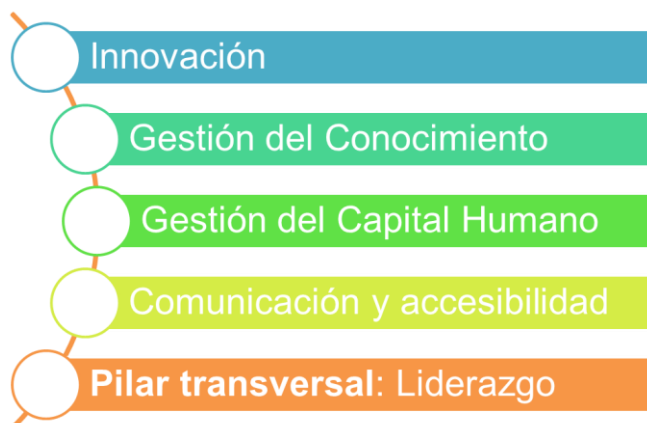 Innovación
Gestión del Conocimiento
Gestión del Capital Humano
Comunicación y accesibilidad
Pilar transversal: Liderazgo